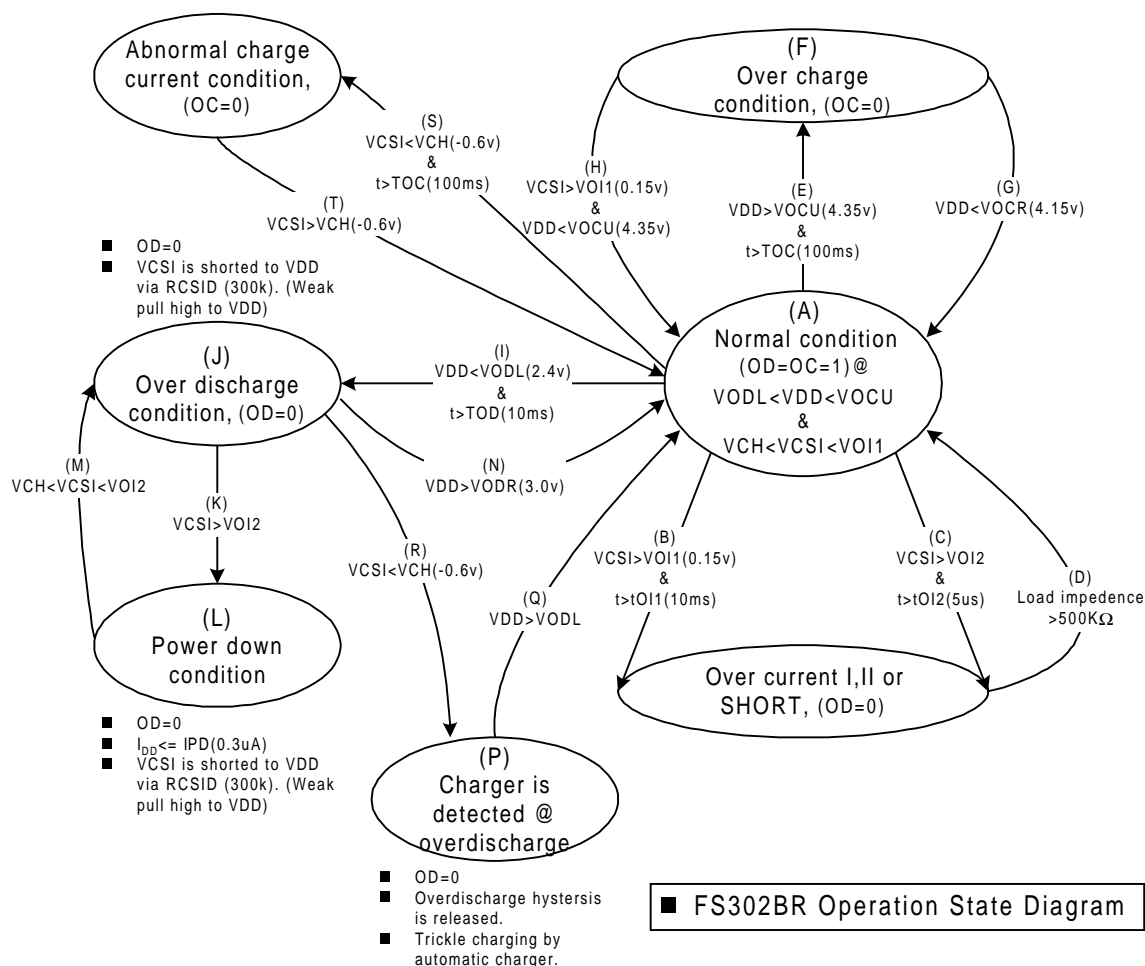 Abnormal charge
current condition,
(OC=0)
(F)
Over charge
condition, (OC=0)
(S)
VCSI<VCH(-0.6v)
&
t>TOC(100ms)
(H)
VCSI>VOI1(0.15v)
&
VDD<VOCU(4.35v)
(E)
VDD>VOCU(4.35v)
&
t>TOC(100ms)
(G)
VDD<VOCR(4.15v)
(T)
VCSI>VCH(-0.6v)
■ OD=0
■ VCSI is shorted to VDD
via RCSID (300k). (Weak
pull high to VDD)
(A)
Normal condition
(OD=OC=1)@
VODL<VDD<VOCU
&
VCH<VCSI<VOI1
(J)
Over discharge
condition, (OD=0)
(I)
VDD<VODL(2.4v)
&
t>TOD(10ms)
(N)
VDD>VODR(3.0v)
(M)
VCH<VCSI<VOI2
(K)
VCSI>VOI2
(R)
VCSI<VCH(-0.6v)
(B)
VCSI>VOI1(0.15v)
&
t>tOI1(10ms)
(C)
VCSI>VOI2
&
t>tOI2(5us)
(D)
Load impedence
>500KΩ
(Q)
VDD>VODL
(L)
Power down
condition
Over current I,II or
SHORT, (OD=0)
■ OD=0
■ IDD<= IPD(0.3uA)
■ VCSI is shorted to VDD
via RCSID (300k). (Weak
pull high to VDD)
(P)
Charger is
detected @
overdischarge
■ OD=0
■ Overdischarge hystersis
is released.
■ Trickle charging by
automatic charger.
■ FS302BR Operation State Diagram